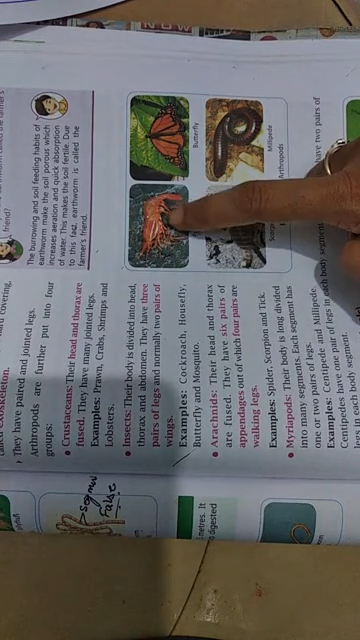 They have paired and jointed legs.
Arthropods are further put into four
groups:
• Crustaceans: Their head and thorax are
fused. They have many jointed legs.
Examples: Prawn, Crabs, Shrimps and
Lobsters.
• Insects: Their body is divided into head,
thorax and abdomen. They have three
pairs of legs and normally two pairs of
wings.
Examples: Cockroach, Housefly,
Butterfly and Mosquito.
• Arachnids: Their head and thorax
are fused. They have six pairs of
appendages out of which four pairs are
walking legs.
Examples: Spider, Scorpion and Tick.
• Myriapods: Their body is long divided
into many segments. Each segment has
one or two pairs of legs.
Examples: Centipede and Millipede.
Centipedes have one pair of legs in each body segment
have two pairs of
legs in each body segment.
friend?
The burrowing and soil feeding habits of
earthworm make the soil porous which
increases aeration and quick absorption
of water. This makes the soil fertile. Due
to this fact, earthworm is called the
farmer's friend.
Butterfly
Millipede
Arthropods
metres. It
digested